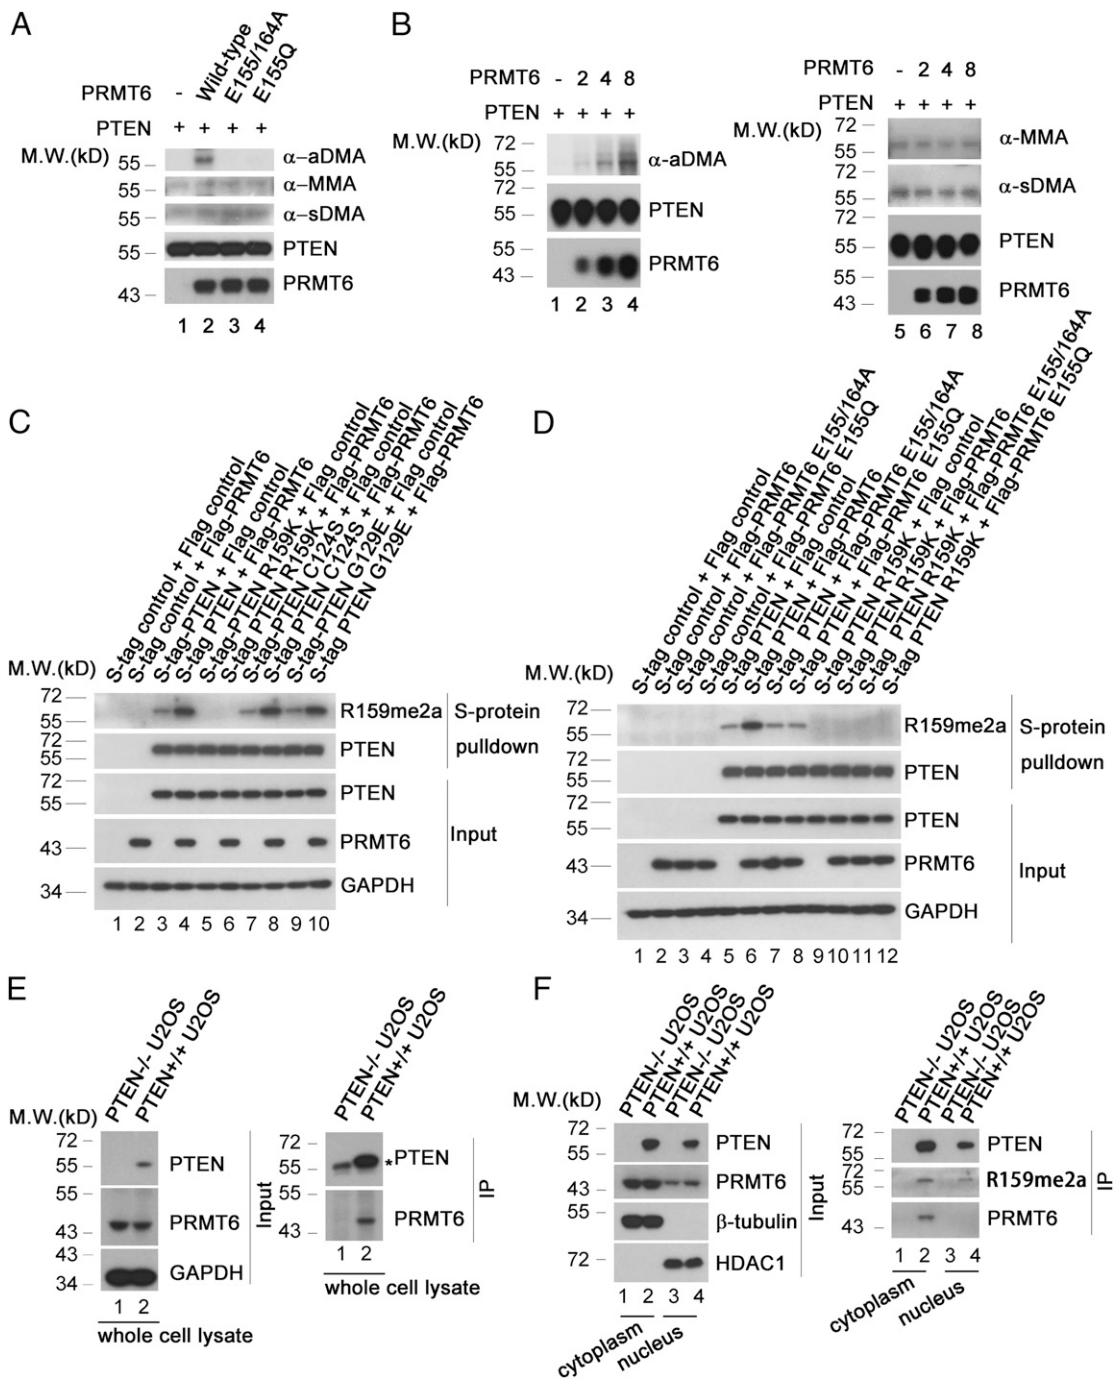 A
PRMT6 - Wild-type E155/164A E155Q
PTEN + + + +
M.W.(kD)
55 α-aDMA
55 α-MMA
55 α-sDMA
55 PTEN
43 PRMT6
1 2 3 4
B
PRMT6 - 2 4 8
PTEN + + + +
M.W.(kD)
72
55 α-aDMA
72
55 PTEN
55
43 PRMT6
1 2 3 4
PRMT6 - 2 4 8
PTEN + + + +
M.W.(kD)
72
55 α-MMA
55 α-sDMA
72
55 PTEN
55
43 PRMT6
5 6 7 8
C
S-tag control + Flag control
S-tag control + Flag-PRMT6
S-tag-PTEN + Flag control
S-tag PTEN + Flag-PRMT6
S-tag-PTEN R159K + Flag control
S-tag PTEN R159K + Flag-PRMT6
S-tag-PTEN C124S + Flag control
S-tag PTEN C124S + Flag-PRMT6
S-tag-PTEN G129E + Flag control
S-tag PTEN G129E + Flag-PRMT6
M.W.(kD)
72
55 R159me2a
72
55 PTEN
S-protein
pulldown
72
55 PTEN
43 PRMT6
34 GAPDH
Input
1 2 3 4 5 6 7 8 9 10
D
S-tag control + Flag control
S-tag control + Flag-PRMT6
S-tag control + Flag-PRMT6 E155/164A
S-tag control + Flag-PRMT6 E155Q
S-tag PTEN + Flag control
S-tag PTEN + Flag-PRMT6
S-tag PTEN + Flag-PRMT6 E155/164A
S-tag PTEN + Flag-PRMT6 E155Q
S-tag PTEN R159K + Flag control
S-tag PTEN R159K + Flag-PRMT6
S-tag PTEN R159K + Flag-PRMT6 E155/164A
S-tag PTEN R159K + Flag-PRMT6 E155Q
M.W.(kD)
72
55 R159me2a
72
55 PTEN
S-protein
pulldown
72
55 PTEN
43 PRMT6
34 GAPDH
Input
1 2 3 4 5 6 7 8 9 10 11 12
E
PTEN-/- U2OS
PTEN+/+ U2OS
M.W.(kD)
72
55 PTEN
55
43 PRMT6
43
34 GAPDH
Input
1 2
whole cell lysate
PTEN-/- U2OS
PTEN+/+ U2OS
72
55 *PTEN
55
43 PRMT6
IP
1 2
whole cell lysate
F
PTEN-/- U2OS
PTEN+/+ U2OS
PTEN-/- U2OS
PTEN+/+ U2OS
M.W.(kD)
72
55 PTEN
43 PRMT6
55 β-tubulin
72 HDAC1
Input
1 2 3 4
cytoplasm
nucleus
PTEN-/- U2OS
PTEN+/+ U2OS
PTEN-/- U2OS
PTEN+/+ U2OS
72
55 PTEN
72
55 R159me2a
55
43 PRMT6
IP
1 2 3 4
cytoplasm
nucleus